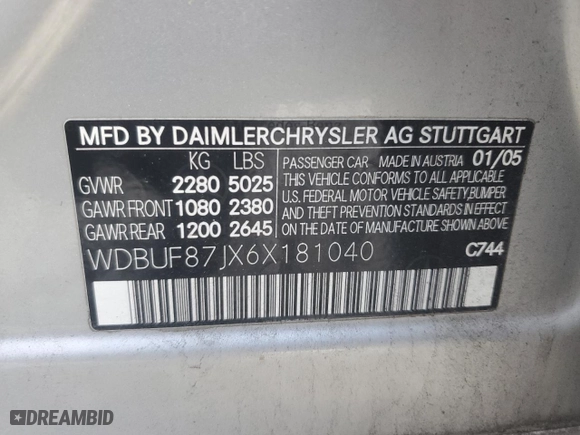 MFD BY DAIMLERCHRYSLER AG STUTTGART
KG LBS
GVWR 2280 5025
GAWR FRONT 1080 2380
GAWR REAR 1200 2645
PASSENGER CAR MADE IN AUSTRIA 01/05
THIS VEHICLE CONFORMS TO ALL APPLICABLE
U.S. FEDERAL MOTOR VEHICLE SAFETY, BUMPER
AND THEFT PREVENTION STANDARDS IN EFFECT
ON THE DATE OF MANUFACTURE SHOWN ABOVE
WDBUF87JX6X181040
C744
DREAMBID